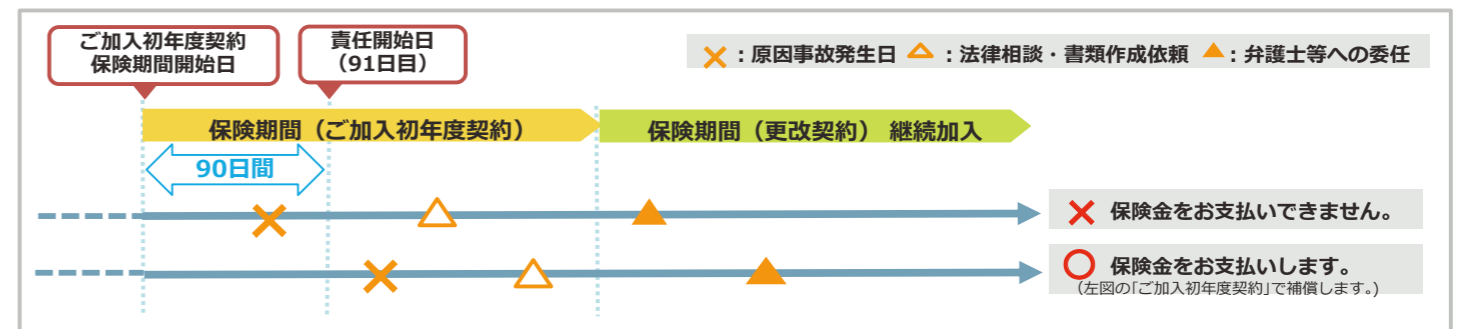 ご加入初年度契約
保険期間開始日
責任開始日
（91日目）
×：原因事故発生日 △：法律相談・書類作成依頼 ▲：弁護士等への委任
保険期間（ご加入初年度契約）
保険期間（更改契約） 継続加入
90日間
× 保険金をお支払いできません。
○ 保険金をお支払いします。
（左図の「ご加入初年度契約」で補償します。）